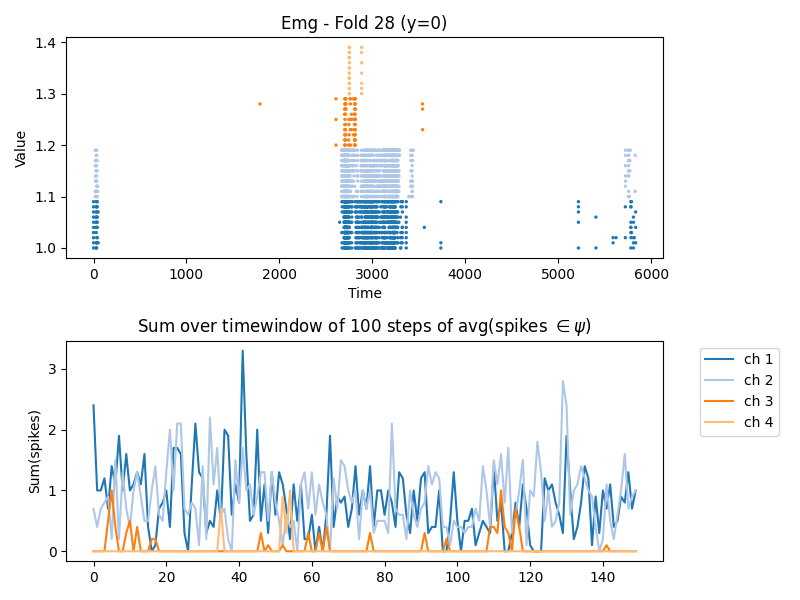 Emg - Fold 28 (y=0)
Value
1.4
1.3
1.2
1.1
1.0
0 1000 2000 3000 4000 5000 6000
Time
Sum over timewindow of 100 steps of avg(spikes ∈ ψ)
Sum(spikes)
3
2
1
0
0 20 40 60 80 100 120 140
ch 1
ch 2
ch 3
ch 4